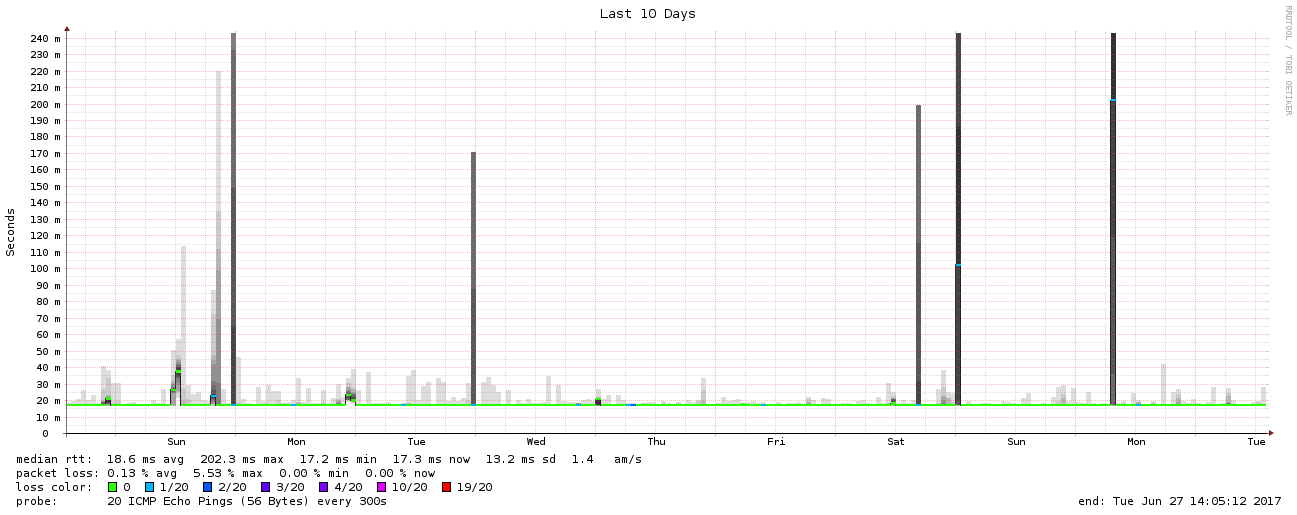 Last 10 Days
RRDTOOL / TOBI OETIKER
Seconds
240 m
230 m
220 m
210 m
200 m
190 m
180 m
170 m
160 m
150 m
140 m
130 m
120 m
110 m
100 m
90 m
80 m
70 m
60 m
50 m
40 m
30 m
20 m
10 m
0
Sun Mon Tue Wed Thu Fri Sat Sun Mon Tue
median rtt: 18.6 ms avg 202.3 ms max 17.2 ms min 17.3 ms now 13.2 ms sd 1.4 am/s
packet loss: 0.13 % avg 5.53 % max 0.00 % min 0.00 % now
loss color: 0 1/20 2/20 3/20 4/20 10/20 19/20
probe: 20 ICMP Echo Pings (56 Bytes) every 300s end: Tue Jun 27 14:05:12 2017